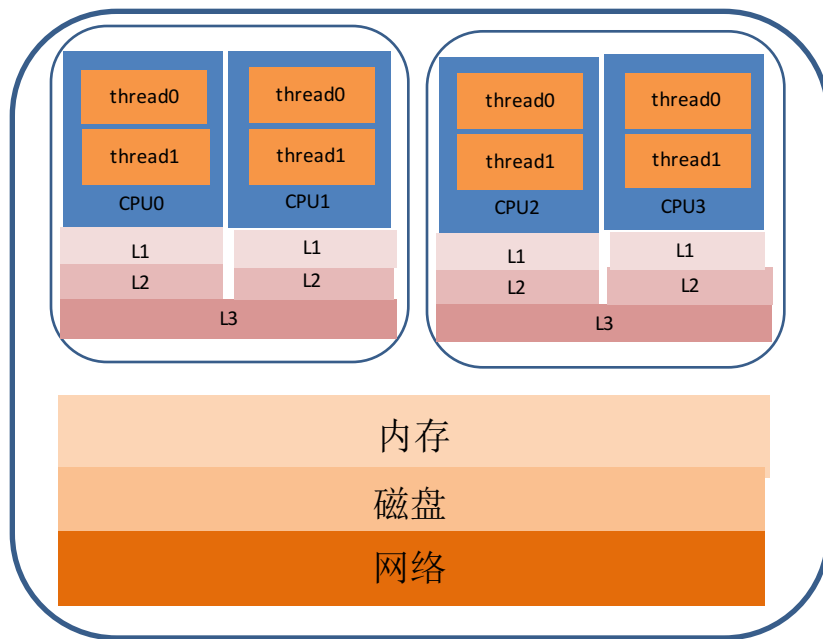 thread0
thread1
CPU0
L1
L2
thread0
thread1
CPU1
L1
L2
L3
thread0
thread1
CPU2
L1
L2
thread0
thread1
CPU3
L1
L2
L3
内存
磁盘
网络